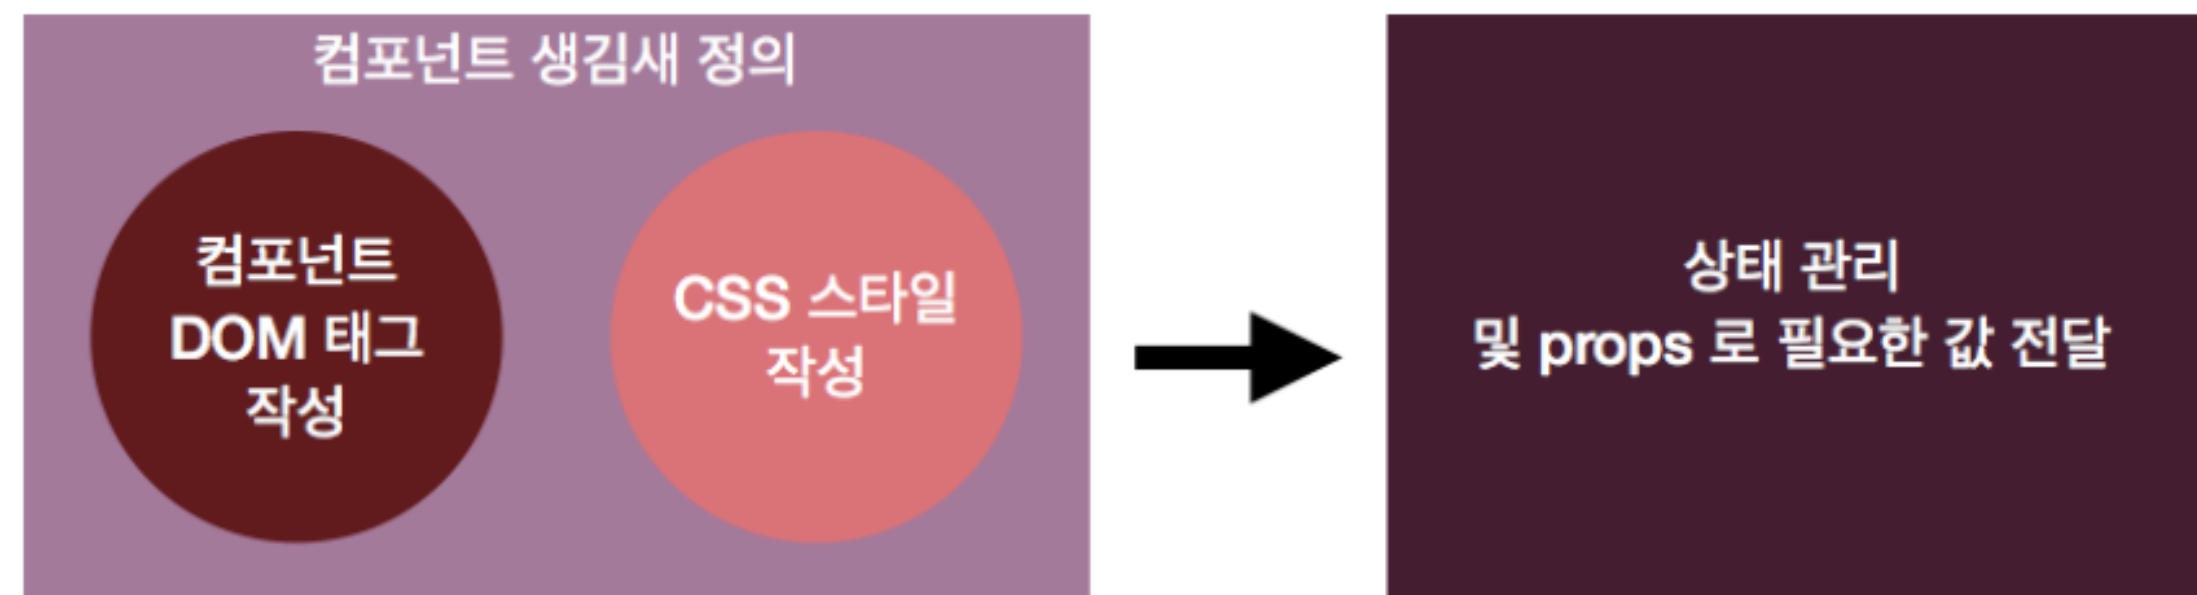 컴포넌트 생김새 정의
컴포넌트
DOM 태그
작성
CSS 스타일
작성
상태 관리
및 props 로 필요한 값 전달